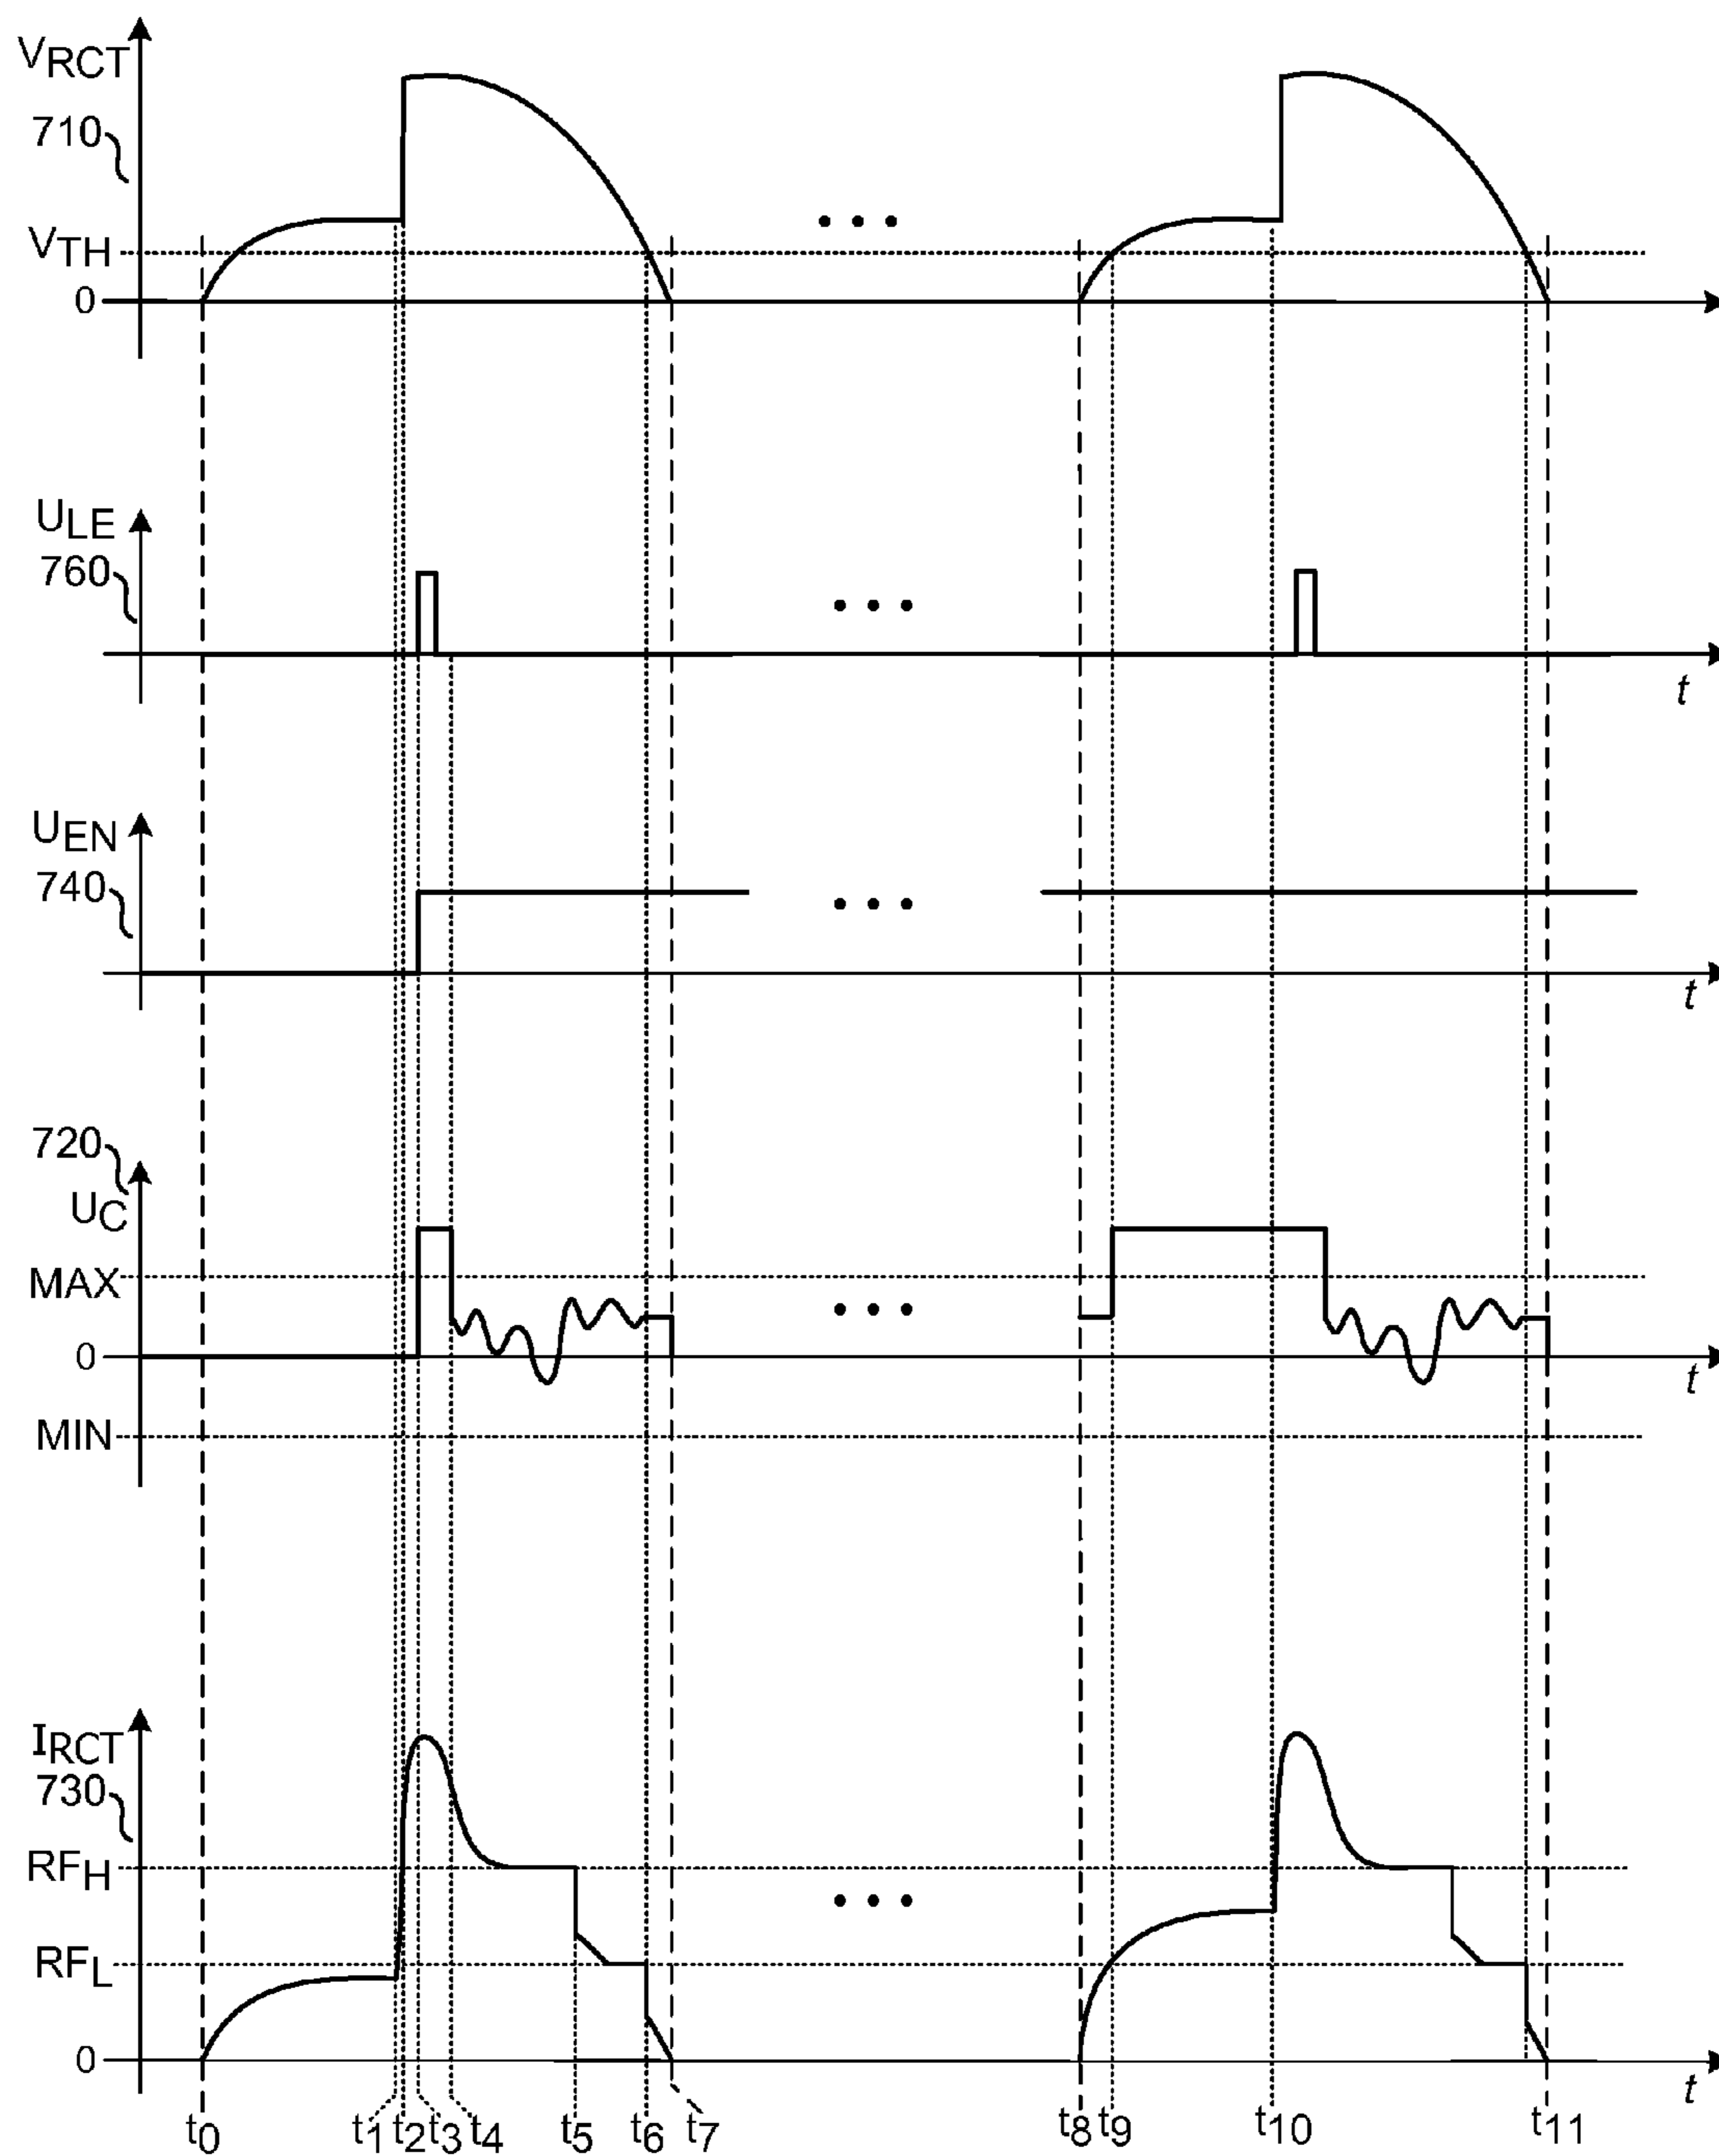 VRCT
710
VTH
0
ULE
760
t
UEN
740
t
720
UC
MAX
0
t
MIN
IRCT
730
RFH
RFL
0
t
t0 t1 t2 t3 t4 t5 t6 t7 t8 t9 t10 t11